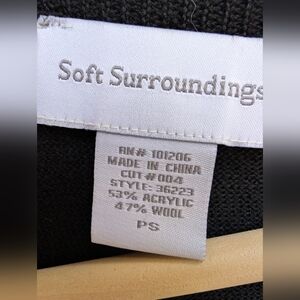 Soft Surroundings
RN# 101206
MADE IN CHINA
CUT # 004
STYLE: 36223
53% ACRYLIC
47% WOOL
PS